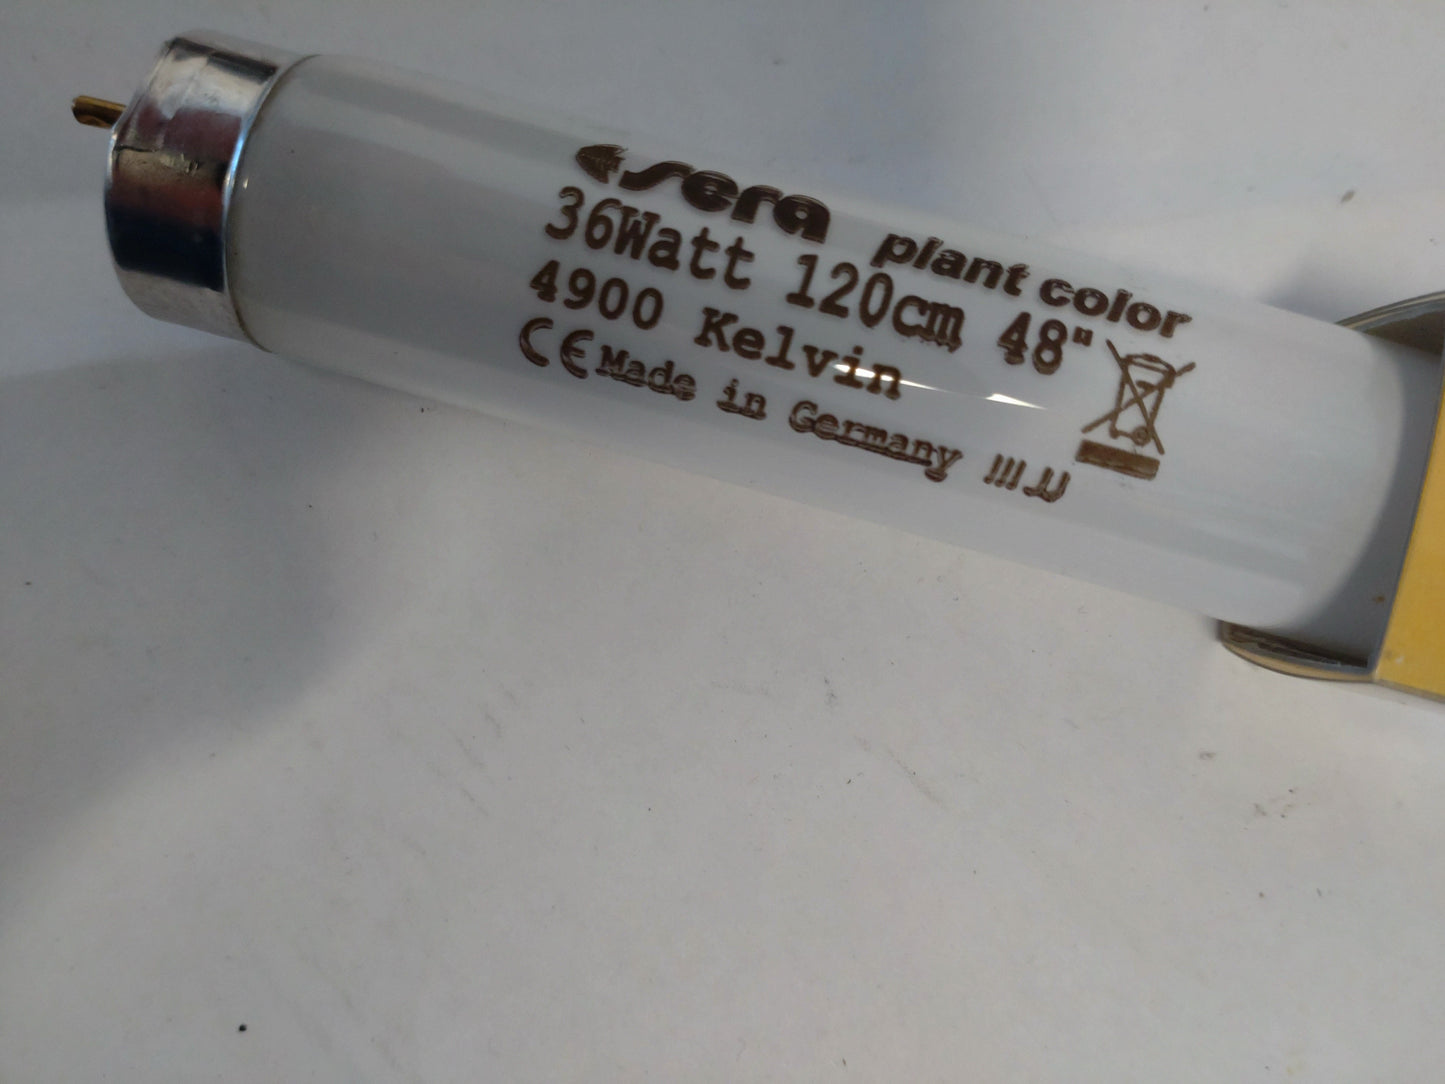 sera plant color
36Watt 120cm 48"
4900 Kelvin
CE Made in Germany